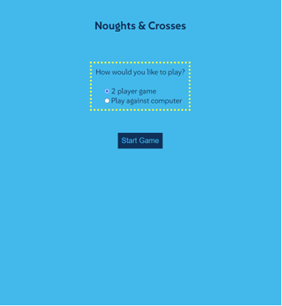 Noughts & Crosses
How would you like to play?
2 player game
Play against computer
Start Game